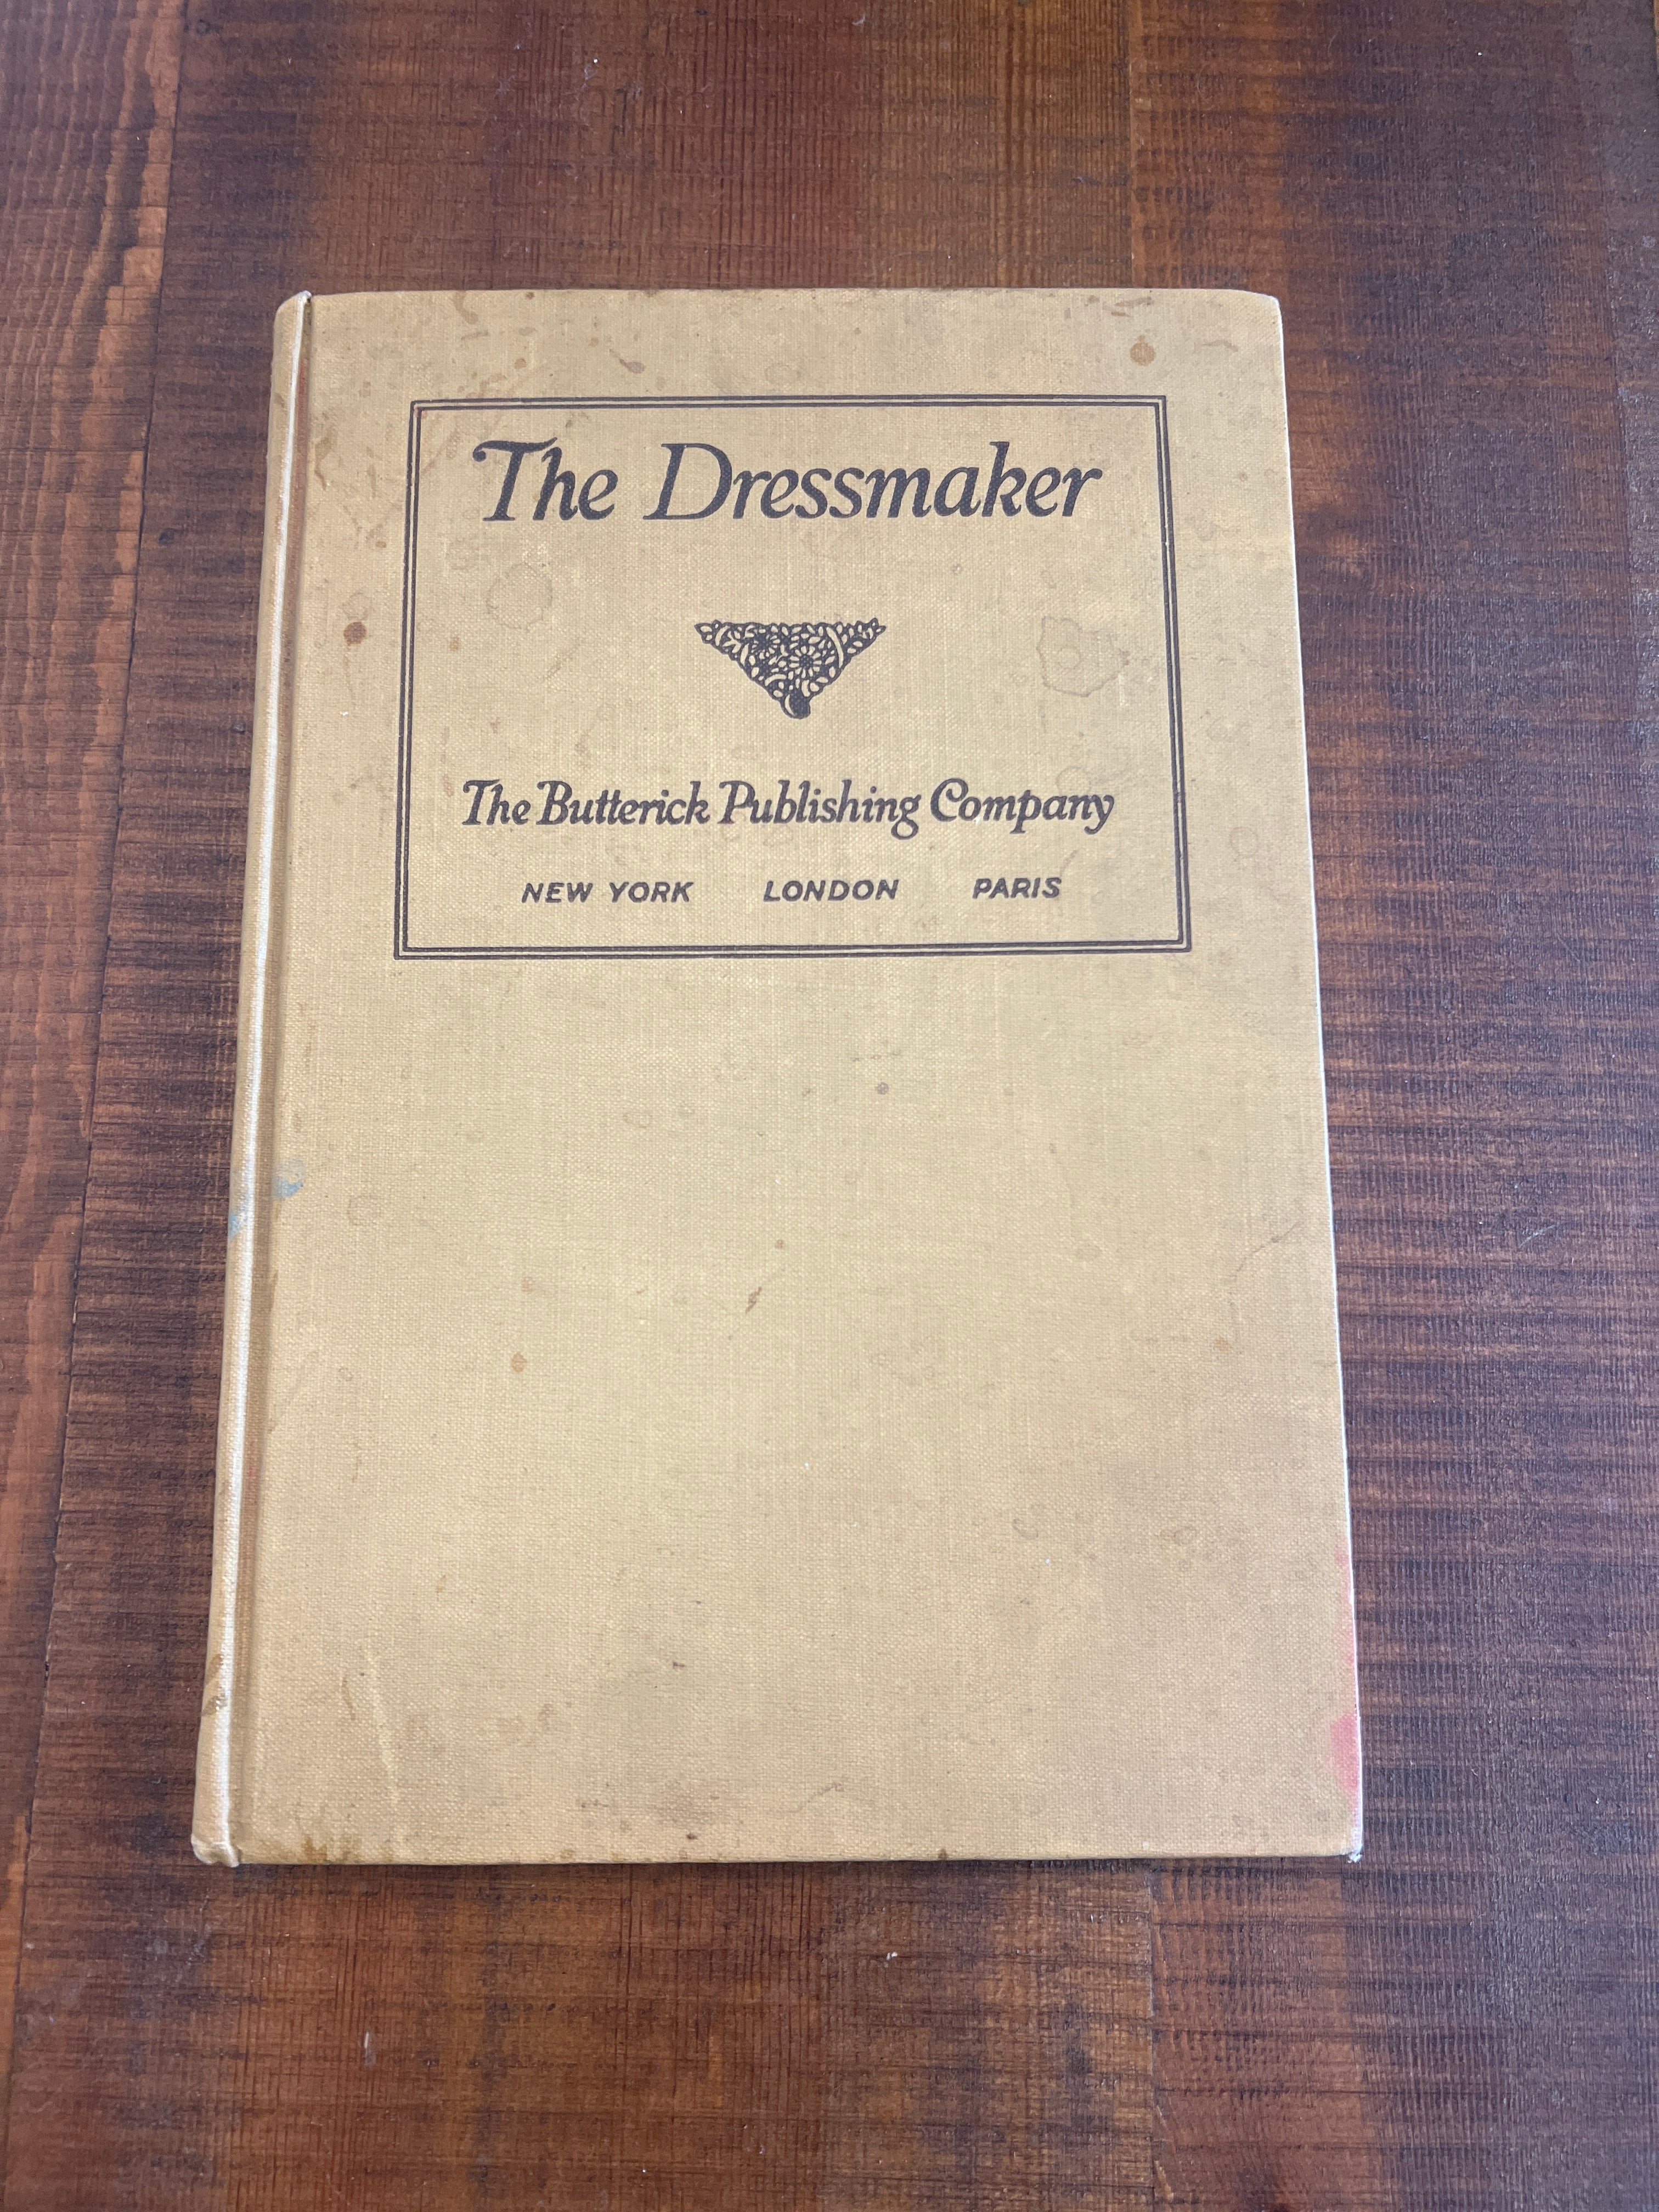 The Dressmaker
The Butterick Publishing Company
NEW YORK LONDON PARIS